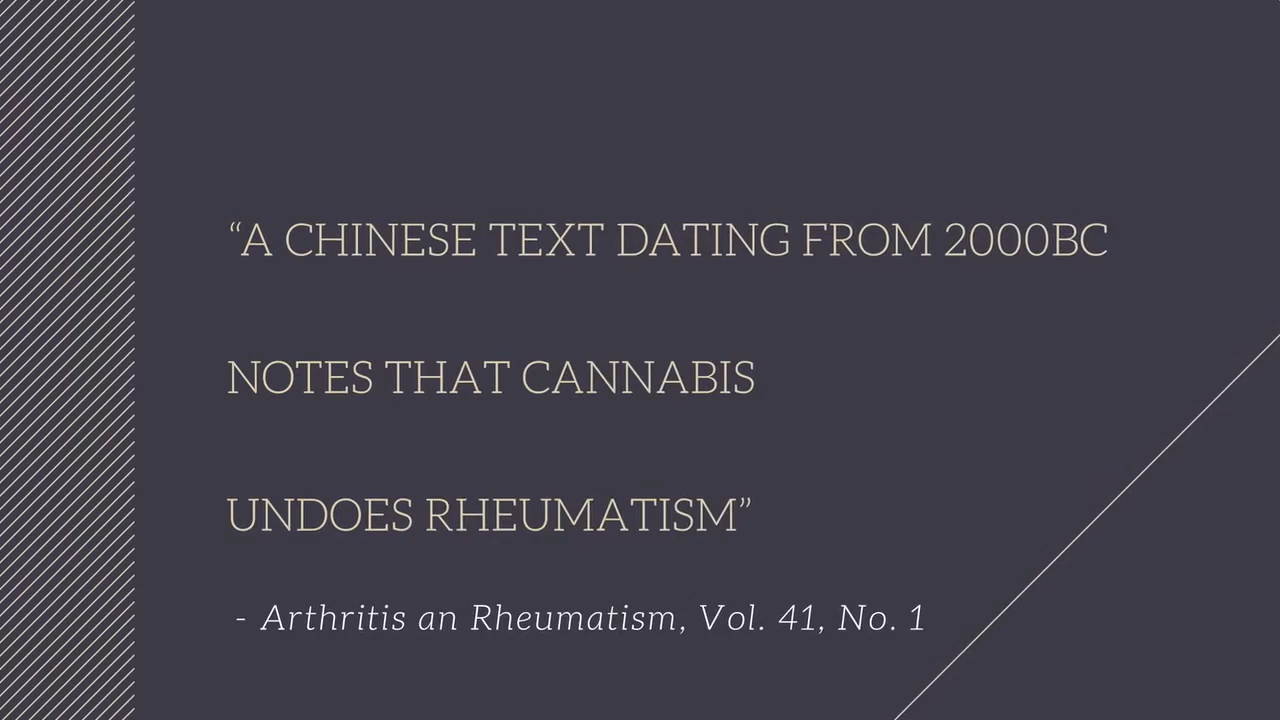 “A CHINESE TEXT DATING FROM 2000BC
NOTES THAT CANNABIS
UNDOES RHEUMATISM”
- Arthritis an Rheumatism, Vol. 41, No. 1